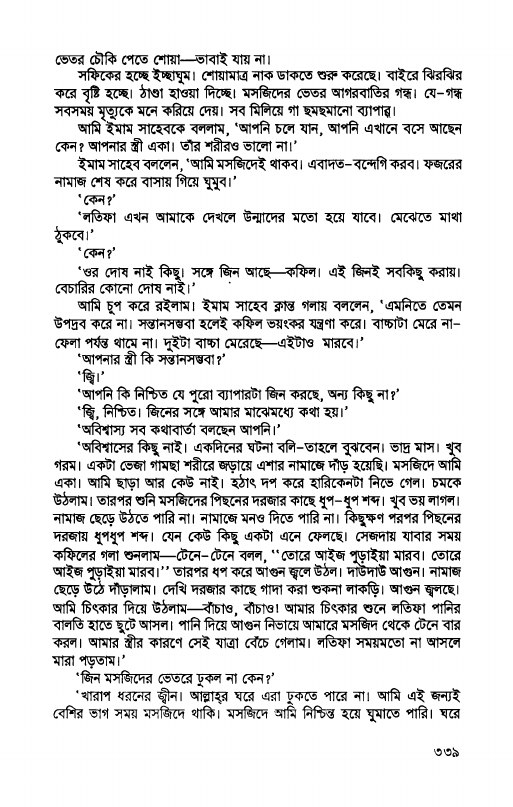 ভেতর চৌকি পেতে শোয়া—ভাবাই যায় না।
সফিকের হচ্ছে ইচ্ছাঘুম। শোয়ামাত্র নাক ডাকতে শুরু করেছে। বাইরে ঝিরঝির
করে বৃষ্টি হচ্ছে। ঠাণ্ডা হাওয়া দিচ্ছে। মসজিদের ভেতর আগরবাতির গন্ধ। যে-গন্ধ
সবসময় মৃত্যুকে মনে করিয়ে দেয়। সব মিলিয়ে গা ছমছমানো ব্যাপার।
আমি ইমাম সাহেবকে বললাম, ‘আপনি চলে যান, আপনি এখানে বসে আছেন
কেন? আপনার স্ত্রী একা। তাঁর শরীরও ভালো না।’
ইমাম সাহেব বললেন, ‘আমি মসজিদেই থাকব। এবাদত-বন্দেগি করব। ফজরের
নামাজ শেষ করে বাসায় গিয়ে ঘুমুব।’
‘কেন?’
‘লতিফা এখন আমাকে দেখলে উন্মাদের মতো হয়ে যাবে। মেঝেতে মাথা
ঠুকবে।’
‘কেন?’
‘ওর দোষ নাই কিছু। সঙ্গে জিন আছে—কফিল। এই জিনই সবকিছু করায়।
বেচারির কোনো দোষ নাই।’
আমি চুপ করে রইলাম। ইমাম সাহেব ক্লান্ত গলায় বললেন, ‘এমনিতে তেমন
উপদ্রব করে না। সন্তানসম্ভবা হলেই কফিল ভয়ংকর যন্ত্রণা করে। বাচ্চাটা মেরে না-
ফেলা পর্যন্ত থামে না। দুইটা বাচ্চা মেরেছে—এইটাও মারবে।’
‘আপনার স্ত্রী কি সন্তানসম্ভবা?’
‘জ্বি।’
‘আপনি কি নিশ্চিত যে পুরো ব্যাপারটা জিন করছে, অন্য কিছু না?’
‘জ্বি, নিশ্চিত। জিনের সঙ্গে আমার মাঝেমধ্যে কথা হয়।’
‘অবিশ্বাস্য সব কথাবার্তা বলছেন আপনি।’
‘অবিশ্বাসের কিছু নাই। একদিনের ঘটনা বলি-তাহলে বুঝবেন। ভাদ্র মাস। খুব
গরম। একটা ভেজা গামছা শরীরে জড়ায়ে এশার নামাজে দাঁড় হয়েছি। মসজিদে আমি
একা। আমি ছাড়া আর কেউ নাই। হঠাৎ দপ করে হারিকেনটা নিভে গেল। চমকে
উঠলাম। তারপর শুনি মসজিদের পিছনের দরজার কাছে ধুপ-ধুপ শব্দ। খুব ভয় লাগল।
নামাজ ছেড়ে উঠতে পারি না। নামাজে মনও দিতে পারি না। কিছুক্ষণ পরপর পিছনের
দরজায় ধুপধুপ শব্দ। যেন কেউ কিছু একটা এনে ফেলছে। সেজদায় যাবার সময়
কফিলের গলা শুনলাম—টেনে-টেনে বলল, “তোরে আইজ পুড়াইয়া মারব। তোরে
আইজ পুড়াইয়া মারব।” তারপর ধপ করে আগুন জ্বলে উঠল। দাউদাউ আগুন। নামাজ
ছেড়ে উঠে দাঁড়ালাম। দেখি দরজার কাছে গাদা করা শুকনা লাকড়ি। আগুন জ্বলছে।
আমি চিৎকার দিয়ে উঠলাম—বাঁচাও, বাঁচাও! আমার চিৎকার শুনে লতিফা পানির
বালতি হাতে ছুটে আসল। পানি দিয়ে আগুন নিভায়ে আমারে মসজিদ থেকে টেনে বার
করল। আমার স্ত্রীর কারণে সেই যাত্রা বেঁচে গেলাম। লতিফা সময়মতো না আসলে
মারা পড়তাম।’
‘জিন মসজিদের ভেতরে ঢুকল না কেন?’
‘খারাপ ধরনের জ্বীন। আল্লাহ্‌র ঘরে এরা ঢুকতে পারে না। আমি এই জন্যই
বেশির ভাগ সময় মসজিদে থাকি। মসজিদে আমি নিশ্চিন্ত হয়ে ঘুমাতে পারি। ঘরে
৩৩৯